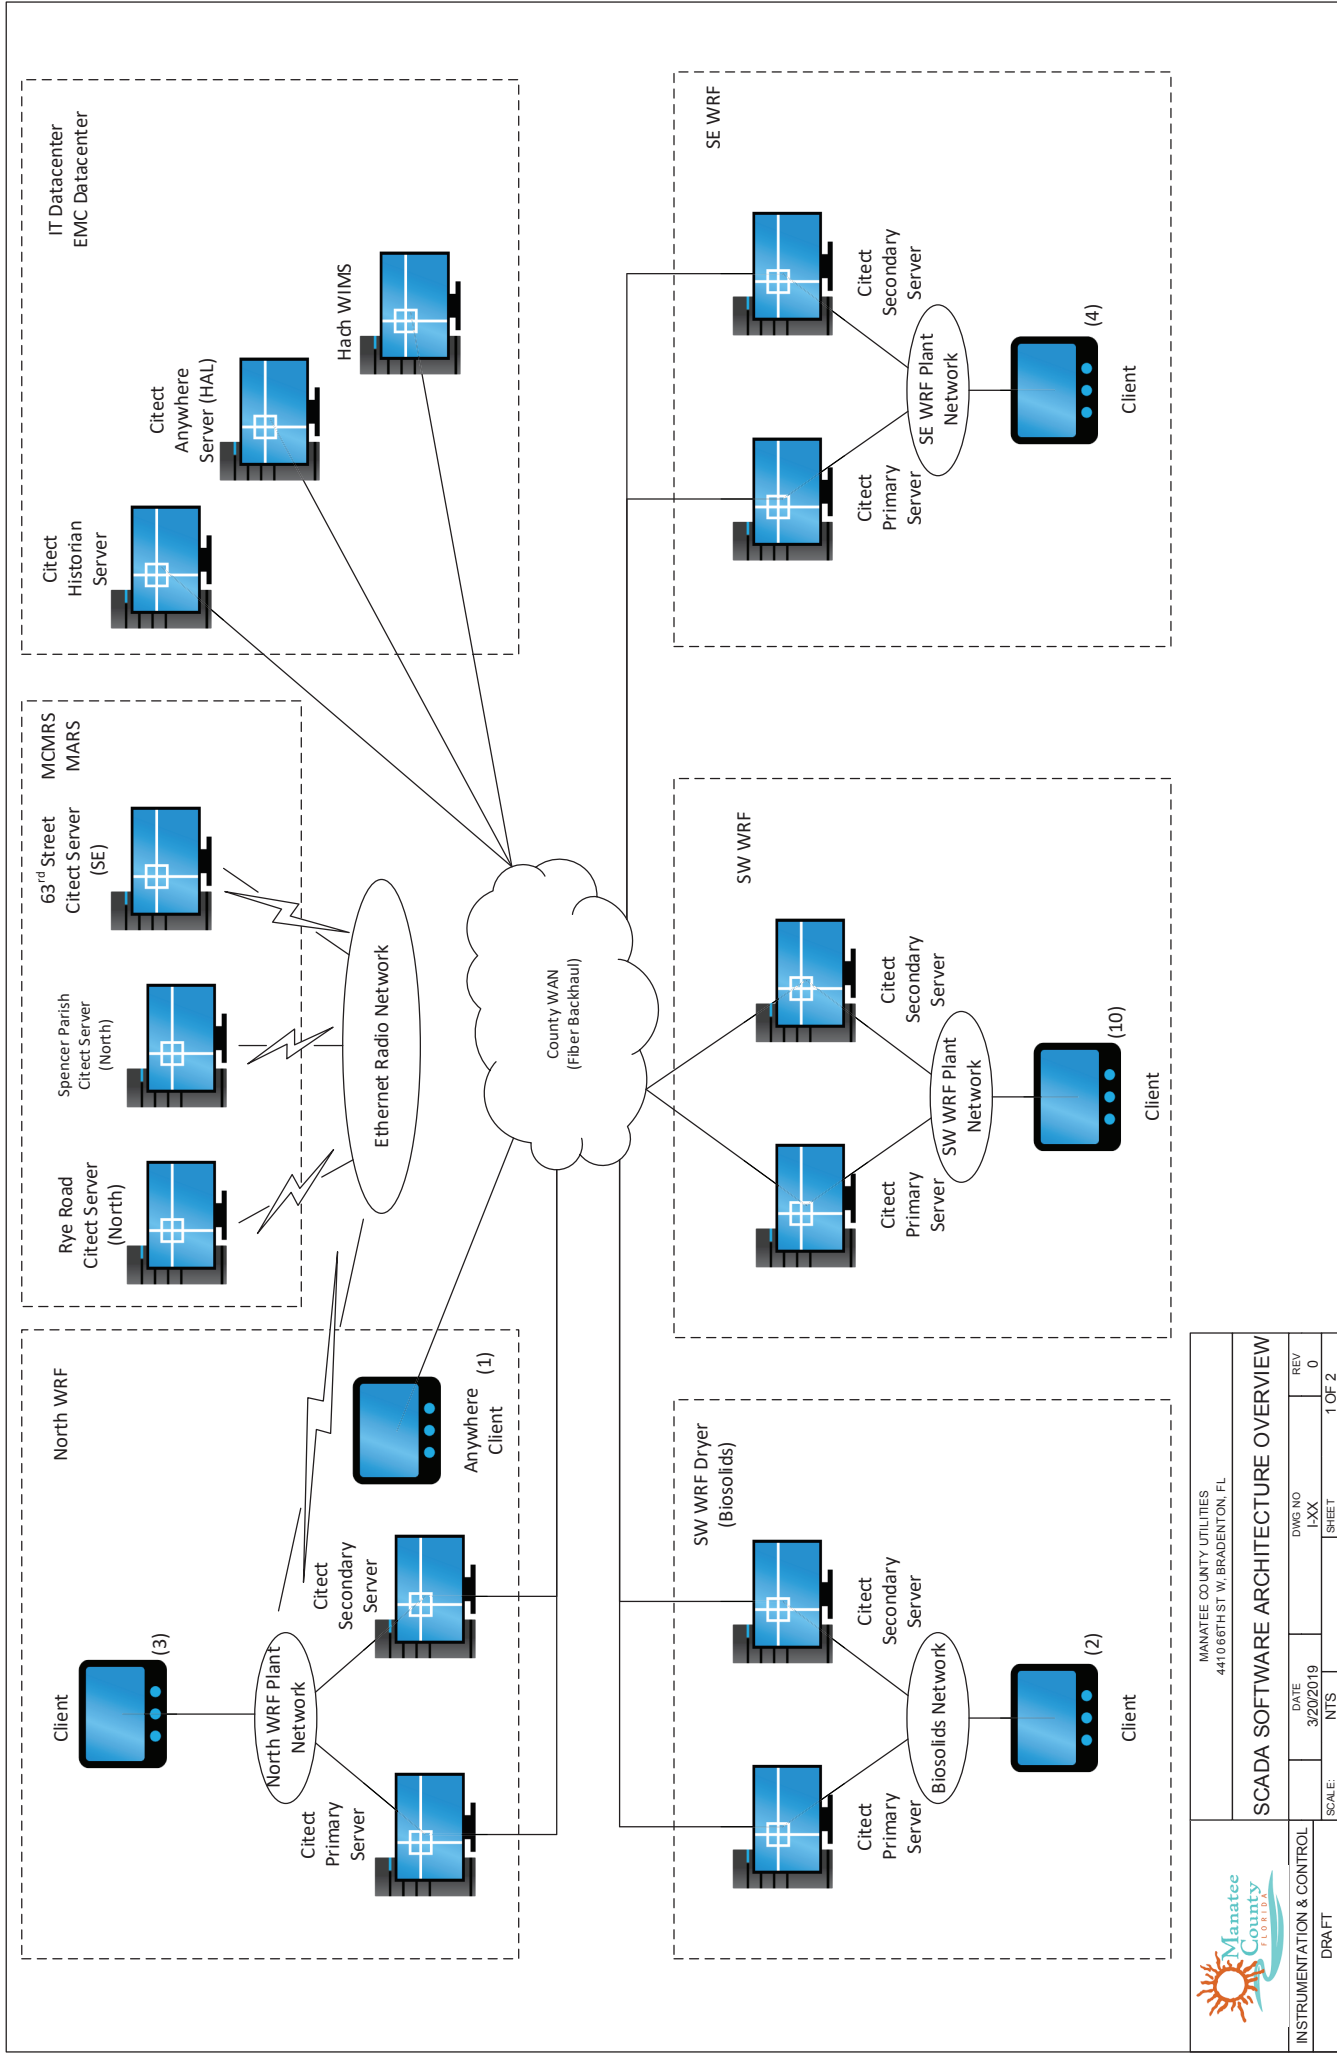 North WRF
Client
(3)
North WRF Plant
Network
Citect
Primary
Server
Citect
Secondary
Server
Anywhere
Client
(1)
MCMRS
MARS
Rye Road
Citect Server
(North)
Spencer Parish
Citect Server
(North)
63rd Street
Citect Server
(SE)
Ethernet Radio Network
IT Datacenter
EMC Datacenter
Citect
Historian
Server
Citect
Anywhere
Server (HAL)
Hach WIMS
County WAN
(Fiber Backhaul)
SW WRF Dryer
(Biosolids)
Citect
Primary
Server
Citect
Secondary
Server
Biosolids Network
Client
(2)
SW WRF
Citect
Primary
Server
Citect
Secondary
Server
SW WRF Plant
Network
Client
(10)
SE WRF
Citect
Primary
Server
Citect
Secondary
Server
SE WRF Plant
Network
Client
(4)
Manatee
County
FLORIDA
INSTRUMENTATION & CONTROL
DRAFT
MANATEE COUNTY UTILITIES
4410 66TH ST W, BRADENTON, FL
SCADA SOFTWARE ARCHITECTURE OVERVIEW
DATE
3/20/2019
DWG NO
I-XX
REV
0
SCALE:
NTS
SHEET
1 OF 2